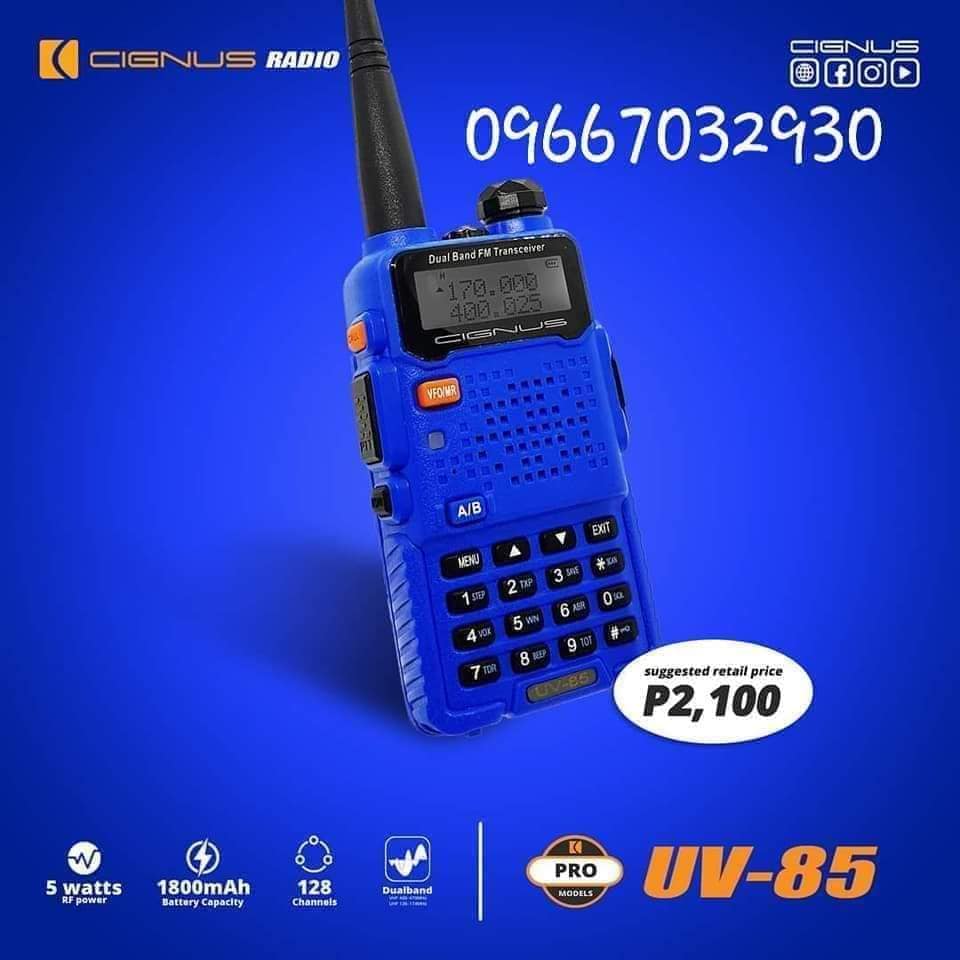 CIGNUS RADIO
CIGNUS
09667032930
Dual Band FM Transceiver
H
170.000
400.025
CIGNUS
CALL
VFO/MR
A/B
MENU ▲ ▼ EXIT
1 STEP 2 TXP 3 SAVE * SCAN
4 VOX 5 WN 6 ABR 0 SQL
7 TDR 8 BEEP 9 TOT #
UV-85
suggested retail price
P2,100
5 watts
RF power
1800mAh
Battery Capacity
128
Channels
Dualband
PRO
MODELS
UV-85